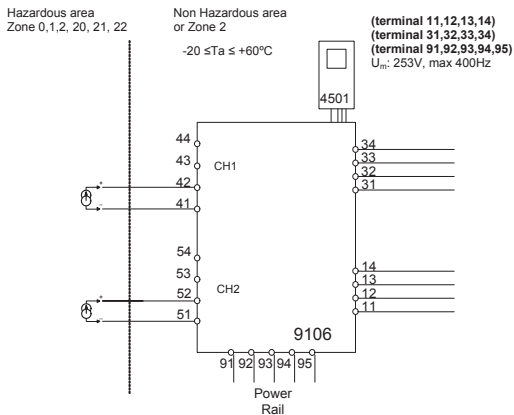 Hazardous area
Zone 0,1,2, 20, 21, 22
Non Hazardous area
or Zone 2
-20 ≤Ta ≤ +60ºC
(terminal 11,12,13,14)
(terminal 31,32,33,34)
(terminal 91,92,93,94,95)
Um: 253V, max 400Hz
4501
44
43
CH1
42
41
34
33
32
31
54
53
CH2
52
51
14
13
12
11
9106
91 92 93 94 95
Power
Rail